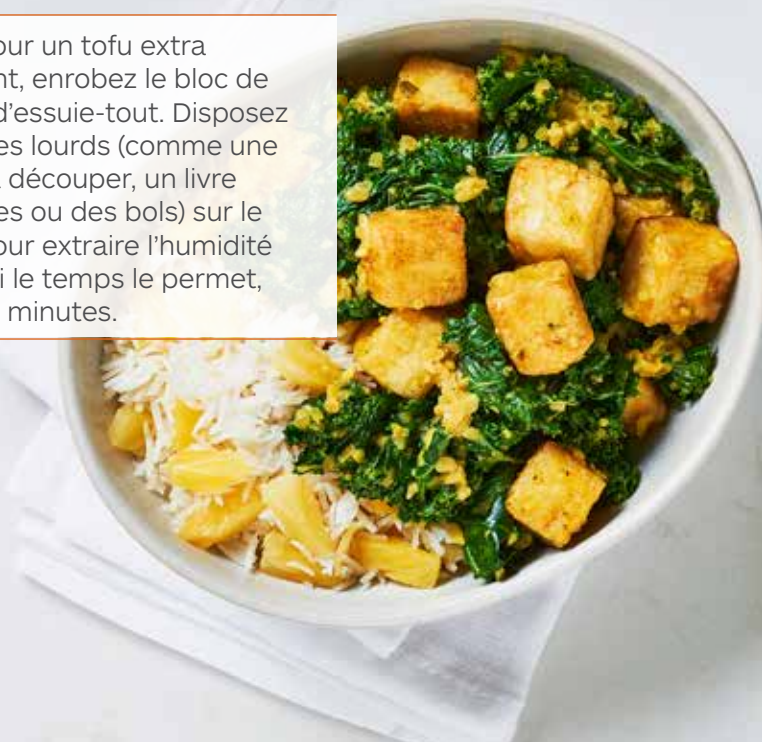 our un tofu extra
nt, enrobez le bloc de
d'essuie-tout. Disposez
es lourds (comme une
découper, un livre
es ou des bols) sur le
our extraire l'humidité
i le temps le permet,
minutes.